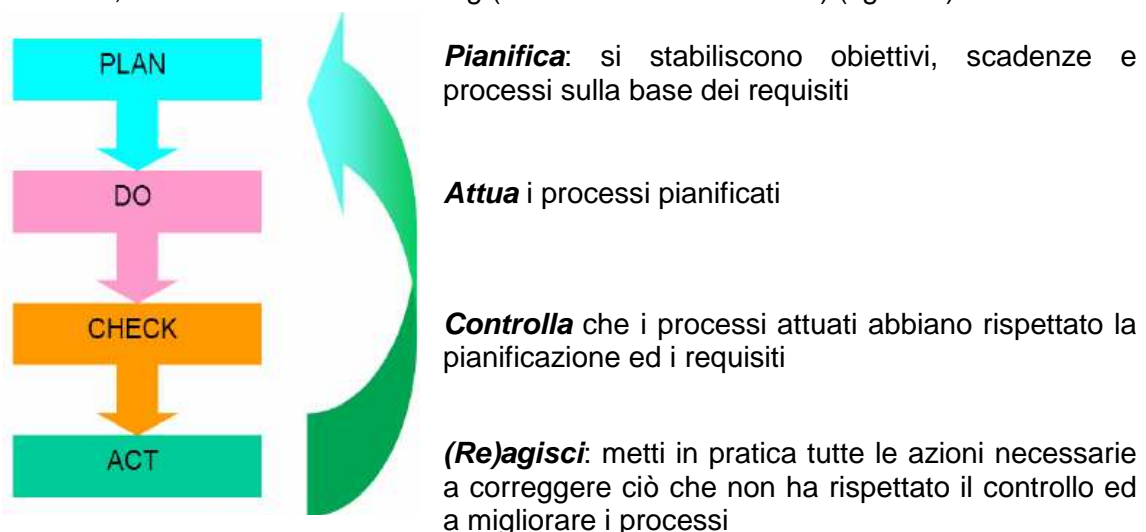 PLAN
Pianifica: si stabiliscono obiettivi, scadenze e
processi sulla base dei requisiti
DO
Attua i processi pianificati
CHECK
Controlla che i processi attuati abbiano rispettato la
pianificazione ed i requisiti
ACT
(Re)agisci: metti in pratica tutte le azioni necessarie
a correggere ciò che non ha rispettato il controllo ed
a migliorare i processi